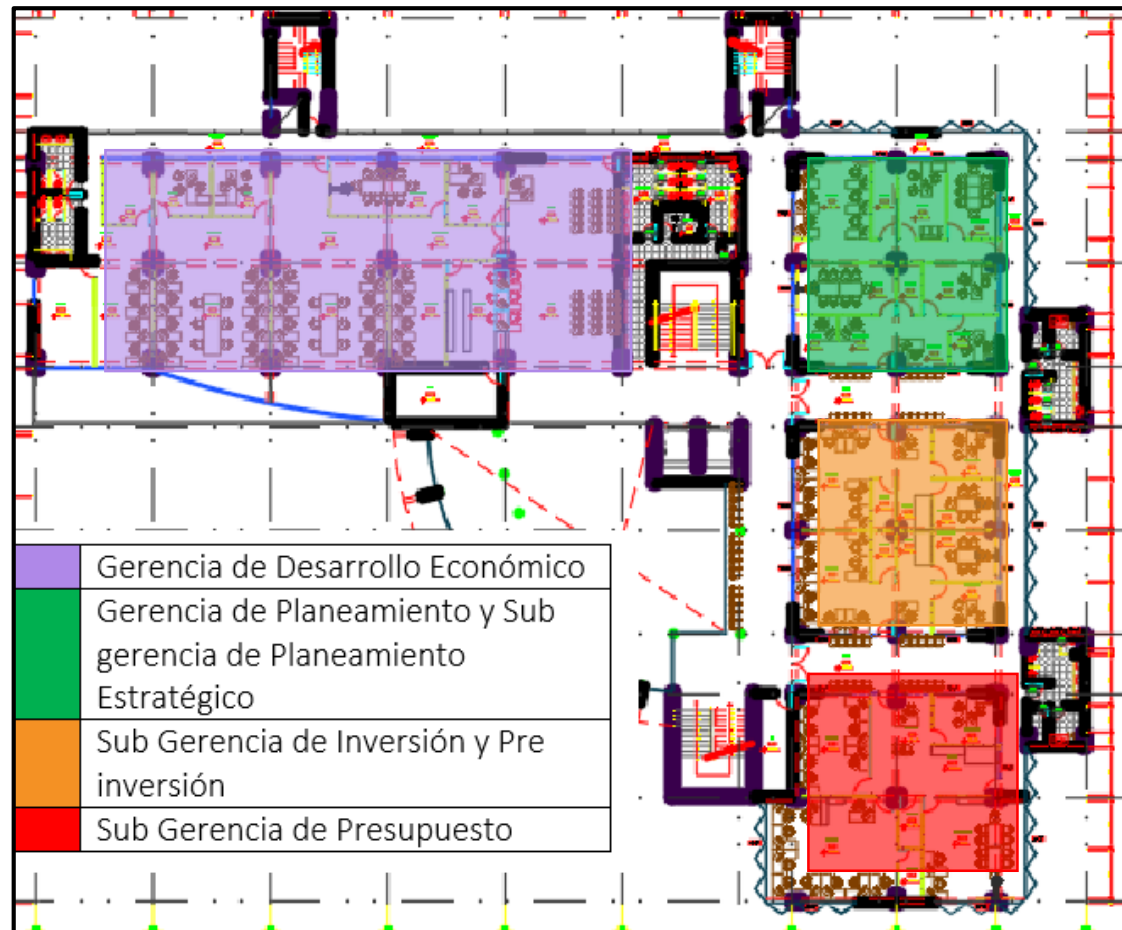 Gerencia de Desarrollo Económico
Gerencia de Planeamiento y Sub
gerencia de Planeamiento
Estratégico
Sub Gerencia de Inversión y Pre
inversión
Sub Gerencia de Presupuesto